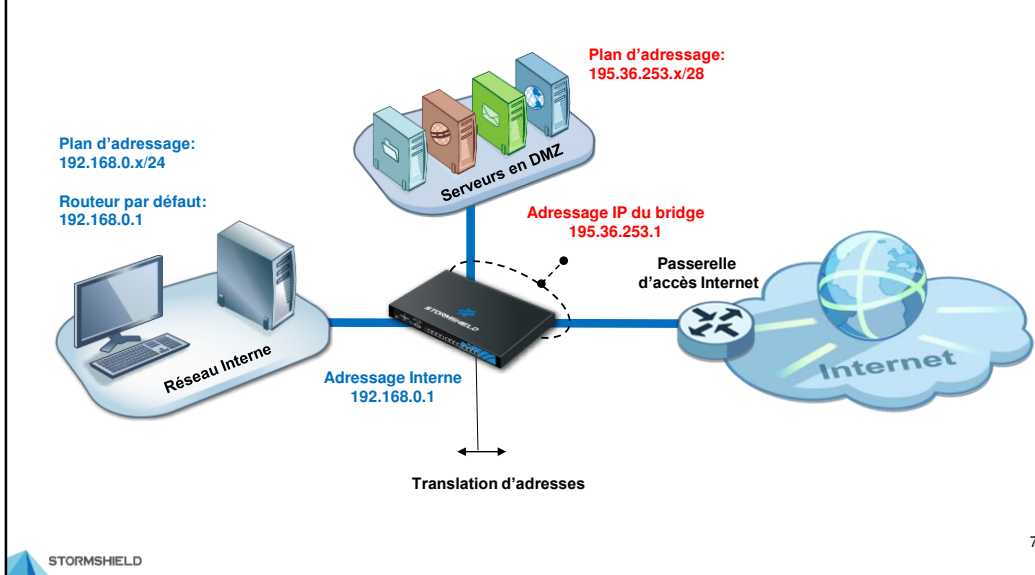 Plan d'adressage:
195.36.253.x/28
Plan d'adressage:
192.168.0.x/24
Routeur par défaut:
192.168.0.1
Serveurs en DMZ
Adressage IP du bridge
195.36.253.1
Passerelle
d'accès Internet
STORMSHIELD
Internet
Réseau Interne
Adressage Interne
192.168.0.1
Translation d'adresses
7
STORMSHIELD